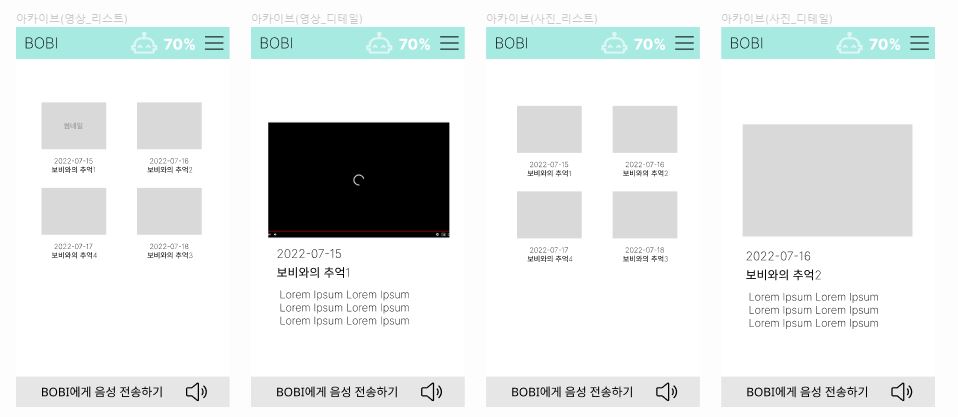 아카이브(영상_리스트)
BOBI 70%
썸네일
2022-07-15
보비와의 추억1
2022-07-16
보비와의 추억2
2022-07-17
보비와의 추억4
2022-07-18
보비와의 추억3
BOBI에게 음성 전송하기
아카이브(영상_디테일)
BOBI 70%
2022-07-15
보비와의 추억1
Lorem Ipsum Lorem Ipsum
Lorem Ipsum Lorem Ipsum
Lorem Ipsum Lorem Ipsum
BOBI에게 음성 전송하기
아카이브(사진_리스트)
BOBI 70%
2022-07-15
보비와의 추억1
2022-07-16
보비와의 추억2
2022-07-17
보비와의 추억4
2022-07-18
보비와의 추억3
BOBI에게 음성 전송하기
아카이브(사진_디테일)
BOBI 70%
2022-07-16
보비와의 추억2
Lorem Ipsum Lorem Ipsum
Lorem Ipsum Lorem Ipsum
Lorem Ipsum Lorem Ipsum
BOBI에게 음성 전송하기